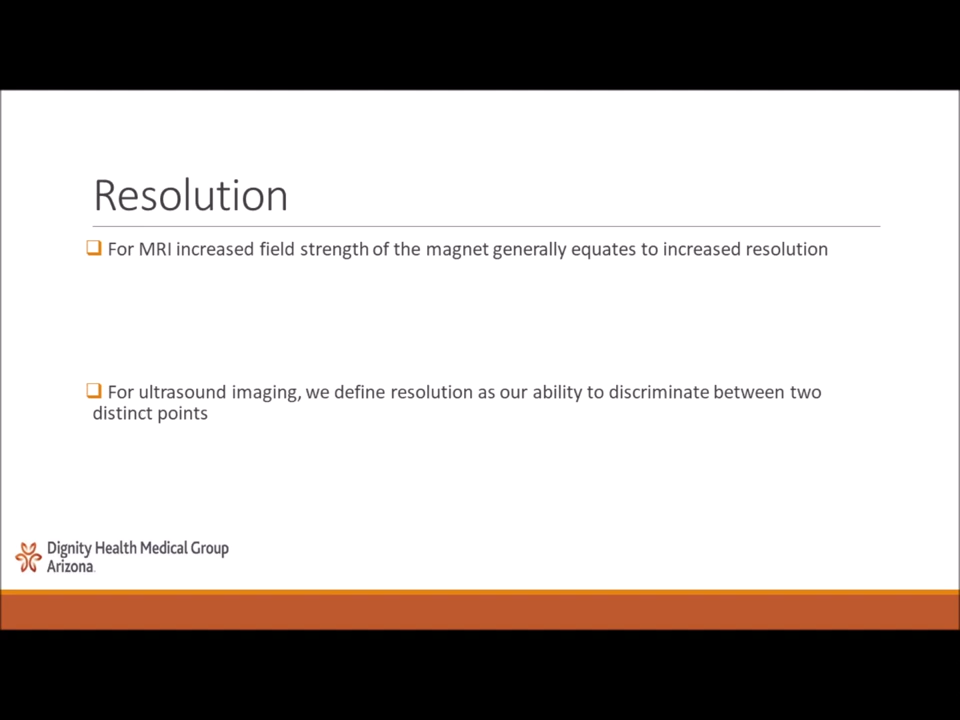 Resolution
For MRI increased field strength of the magnet generally equates to increased resolution
For ultrasound imaging, we define resolution as our ability to discriminate between two
distinct points
Dignity Health Medical Group
Arizona.